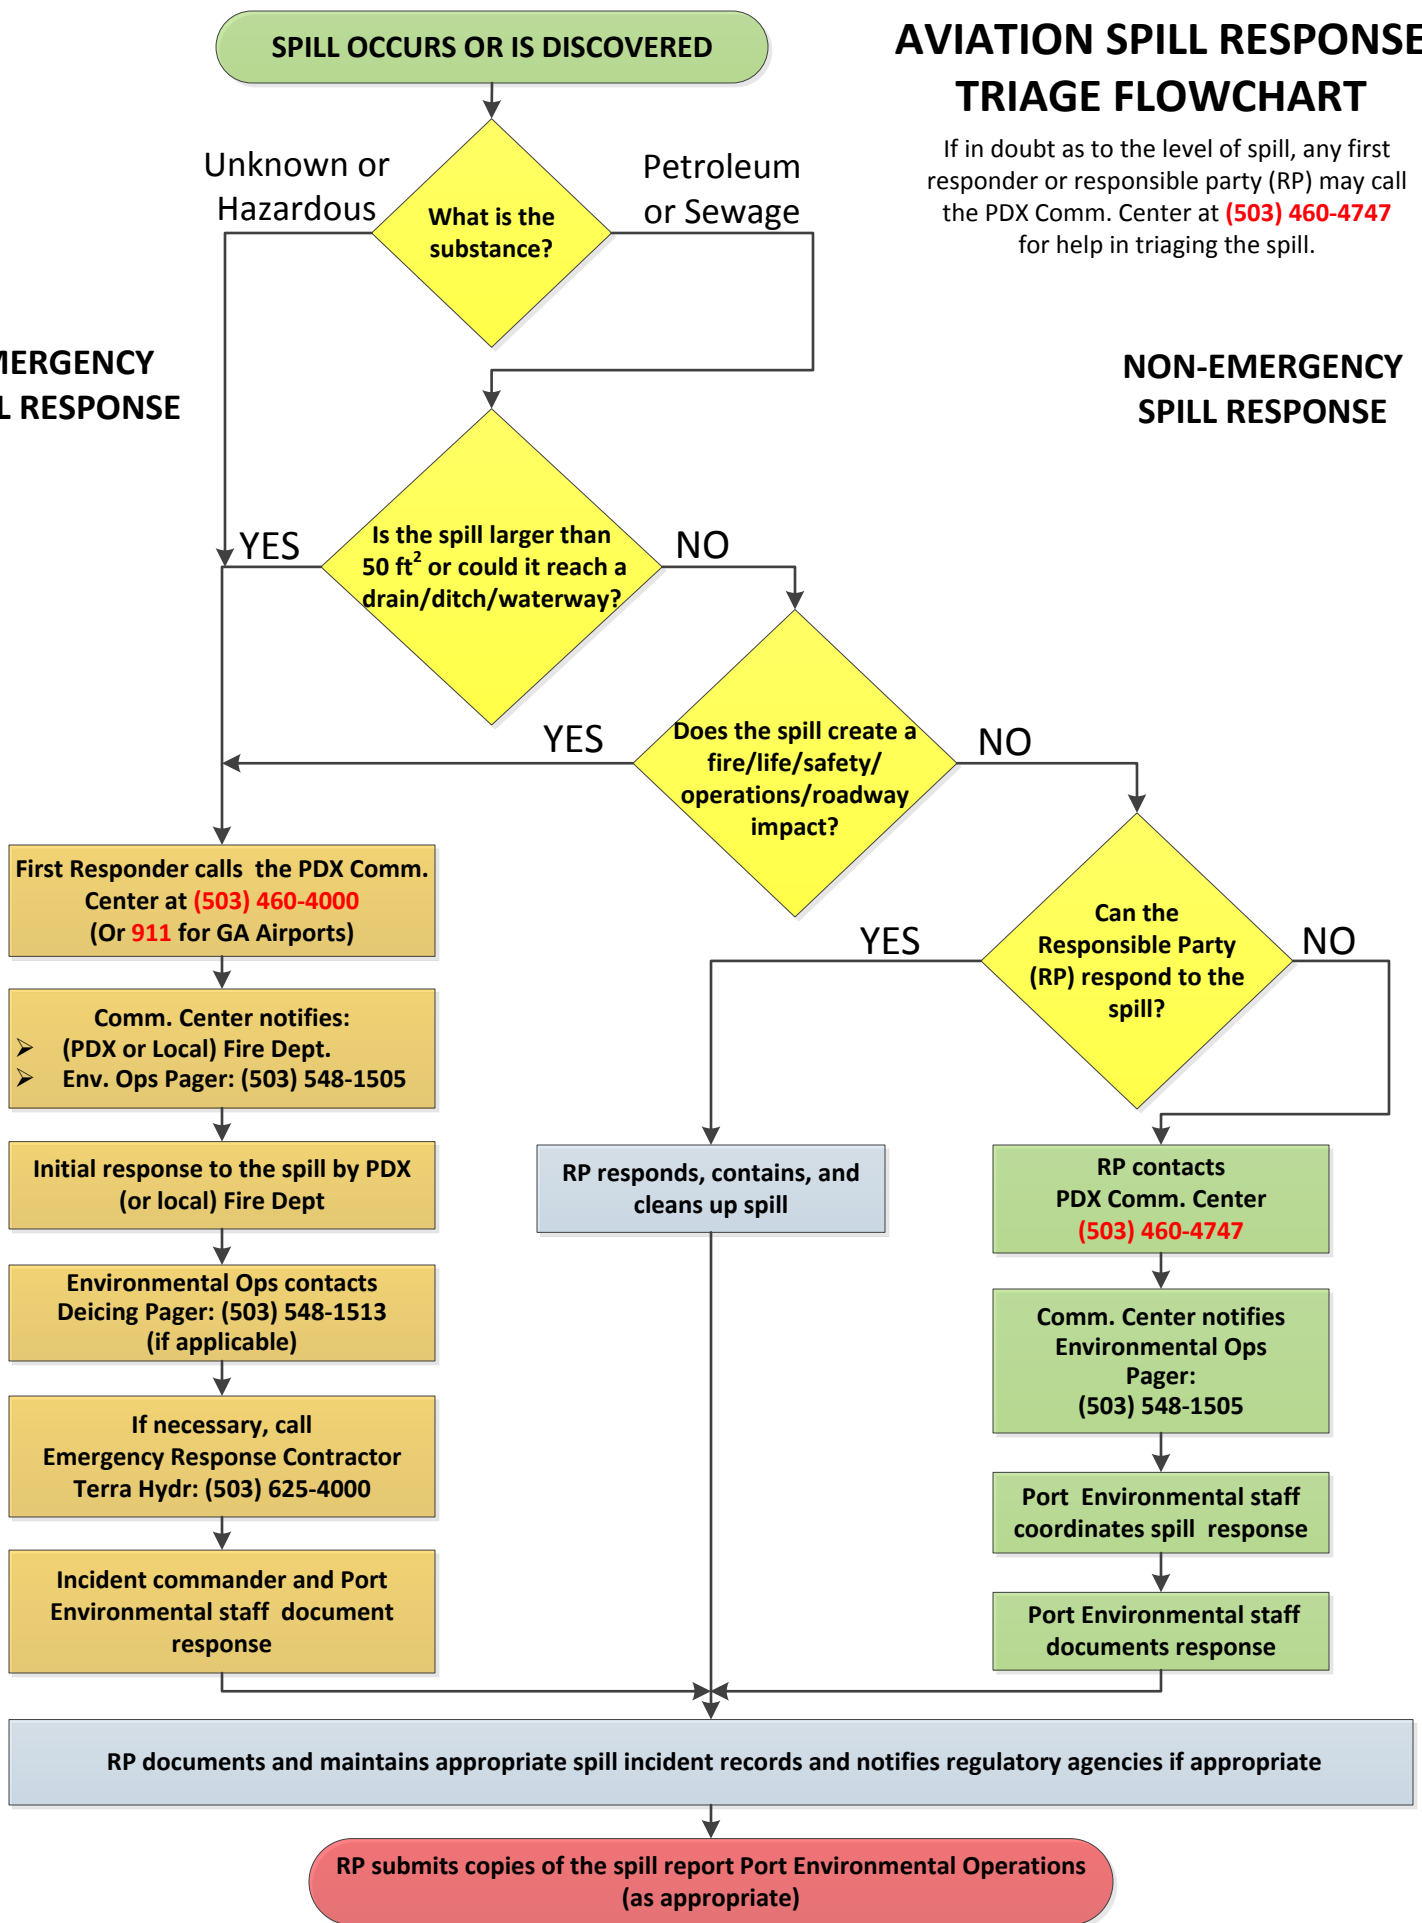 SPILL OCCURS OR IS DISCOVERED
AVIATION SPILL RESPONSE
TRIAGE FLOWCHART
If in doubt as to the level of spill, any first
responder or responsible party (RP) may call
the PDX Comm. Center at (503) 460-4747
for help in triaging the spill.
Unknown or
Hazardous
What is the
substance?
Petroleum
or Sewage
MERGENCY
L RESPONSE
NON-EMERGENCY
SPILL RESPONSE
YES
Is the spill larger than
50 ft² or could it reach a
drain/ditch/waterway?
NO
YES
Does the spill create a
fire/life/safety/
operations/roadway
impact?
NO
First Responder calls  the PDX Comm.
Center at (503) 460-4000
(Or 911 for GA Airports)
YES
Can the
Responsible Party
(RP) respond to the
spill?
NO
Comm. Center notifies:
➢ (PDX or Local) Fire Dept.
➢ Env. Ops Pager: (503) 548-1505
Initial response to the spill by PDX
(or local) Fire Dept
RP responds, contains, and
cleans up spill
RP contacts
PDX Comm. Center
(503) 460-4747
Environmental Ops contacts
Deicing Pager: (503) 548-1513
(if applicable)
Comm. Center notifies
Environmental Ops
Pager:
(503) 548-1505
If necessary, call
Emergency Response Contractor
Terra Hydr: (503) 625-4000
Port  Environmental staff
coordinates spill  response
Incident commander and Port
Environmental staff  document
response
Port Environmental staff
documents response
RP documents and maintains appropriate spill incident records and notifies regulatory agencies if appropriate
RP submits copies of the spill report Port Environmental Operations
(as appropriate)